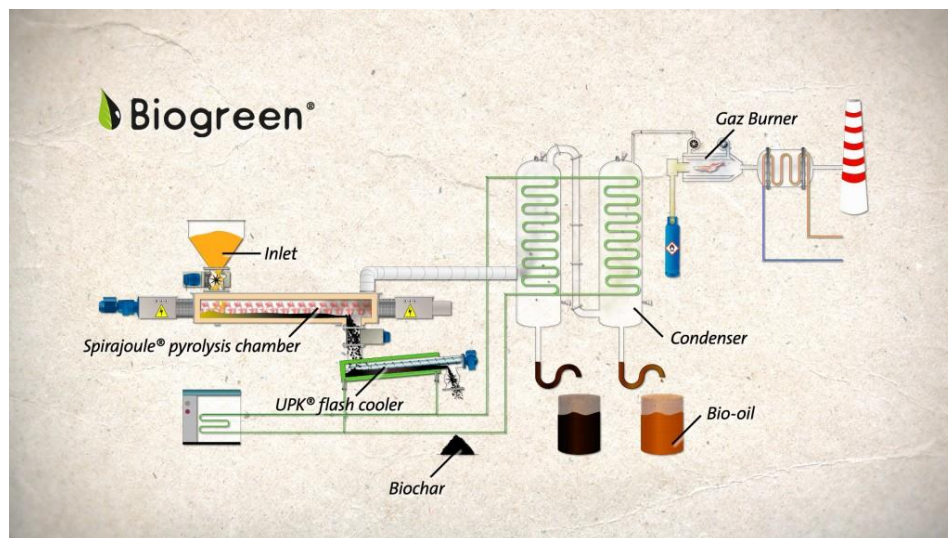 Biogreen®
Gaz Burner
Inlet
Condenser
Spirajoule® pyrolysis chamber
UPK® flash cooler
Bio-oil
Biochar